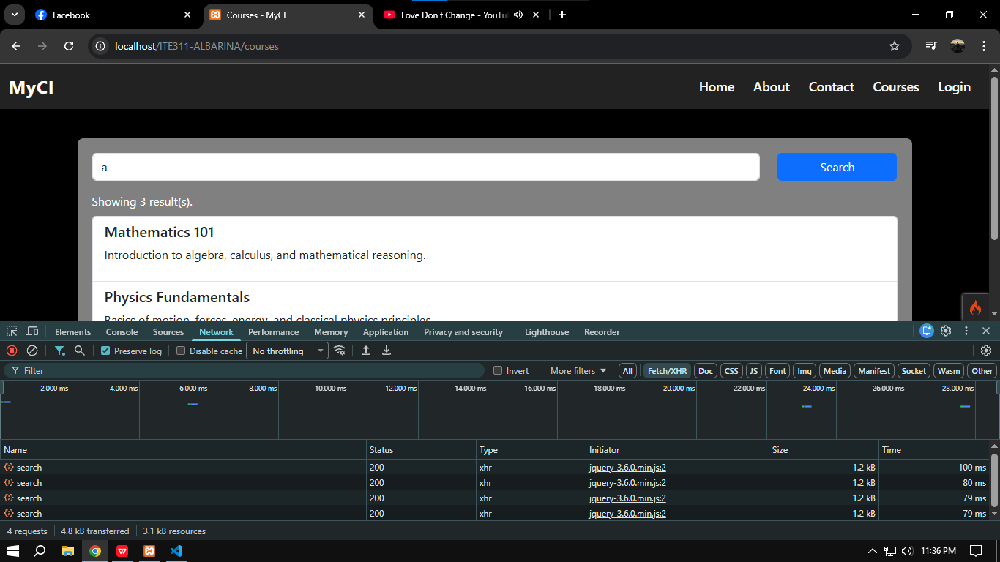 Facebook
Courses - MyCI
Love Don't Change - YouTu
localhost/ITE311-ALBARINA/courses
MyCI
Home About Contact Courses Login
a
Search
Showing 3 result(s).
Mathematics 101
Introduction to algebra, calculus, and mathematical reasoning.
Physics Fundamentals
Basics of motion, forces, energy, and classical physics principles.
Elements Console Sources Network Performance Memory Application Privacy and security Lighthouse Recorder
Preserve log Disable cache No throttling
Filter Invert More filters All Fetch/XHR Doc CSS JS Font Img Media Manifest Socket Wasm Other
2,000 ms 4,000 ms 6,000 ms 8,000 ms 10,000 ms 12,000 ms 14,000 ms 16,000 ms 18,000 ms 20,000 ms 22,000 ms 24,000 ms 26,000 ms 28,000 ms
Name Status Type Initiator Size Time
search 200 xhr jquery-3.6.0.min.js:2 1.2 kB 100 ms
search 200 xhr jquery-3.6.0.min.js:2 1.2 kB 80 ms
search 200 xhr jquery-3.6.0.min.js:2 1.2 kB 79 ms
search 200 xhr jquery-3.6.0.min.js:2 1.2 kB 79 ms
4 requests 4.8 kB transferred 3.1 kB resources
11:36 PM